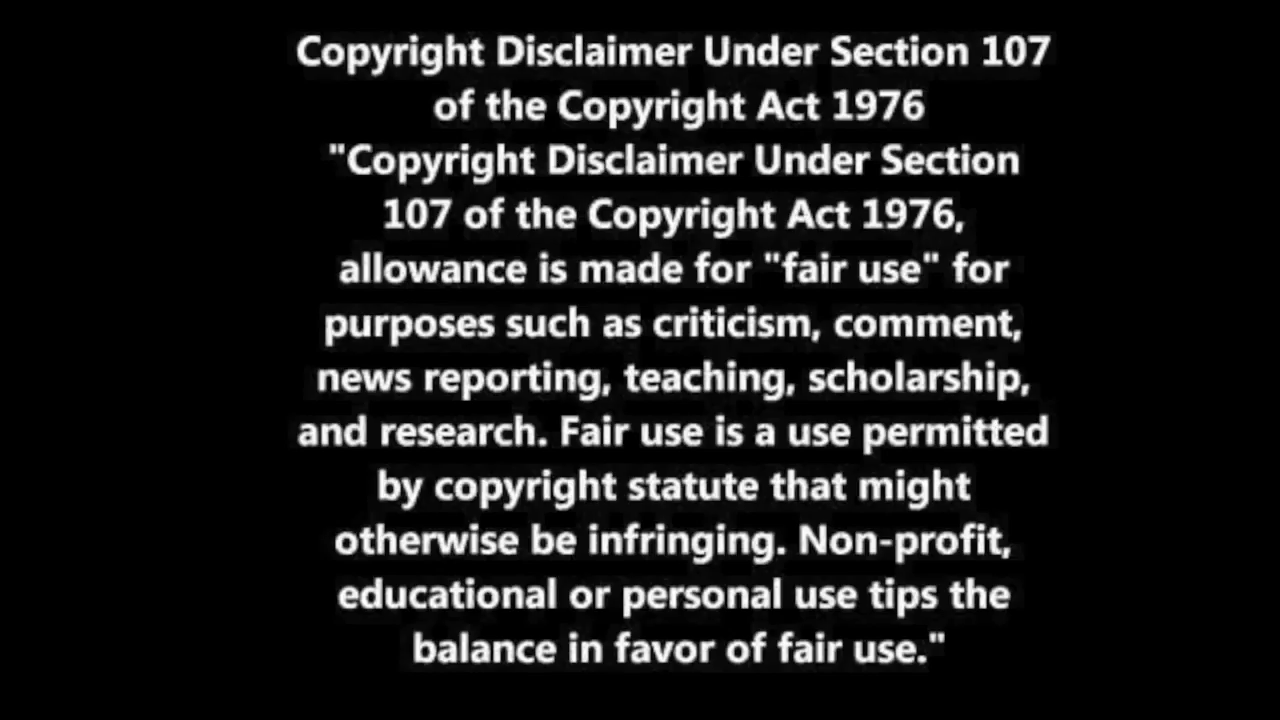 Copyright Disclaimer Under Section 107
of the Copyright Act 1976
"Copyright Disclaimer Under Section
107 of the Copyright Act 1976,
allowance is made for "fair use" for
purposes such as criticism, comment,
news reporting, teaching, scholarship,
and research. Fair use is a use permitted
by copyright statute that might
otherwise be infringing. Non-profit,
educational or personal use tips the
balance in favor of fair use."